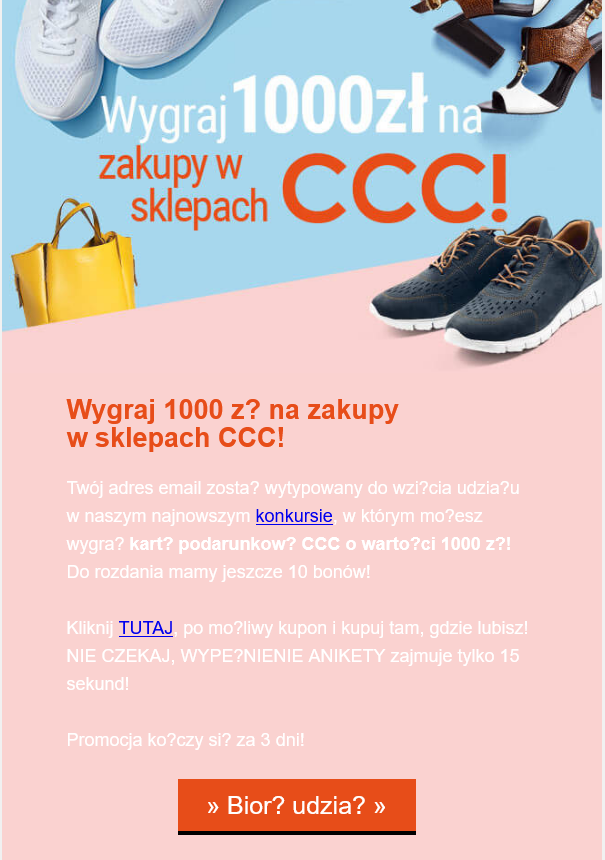 Wygraj 1000zł na
zakupy w
sklepach CCC!
Wygraj 1000 z? na zakupy
w sklepach CCC!
Twój adres email zosta? wytypowany do wzi?cia udzia?u
w naszym najnowszym konkursie, w którym mo?esz
wygra? kart? podarunkow? CCC o warto?ci 1000 z?!
Do rozdania mamy jeszcze 10 bonów!
Kliknij TUTAJ, po mo?liwy kupon i kupuj tam, gdzie lubisz!
NIE CZEKAJ, WYPE?NIENIE ANIKETY zajmuje tylko 15
sekund!
Promocja ko?czy si? za 3 dni!
» Bior? udzia? »